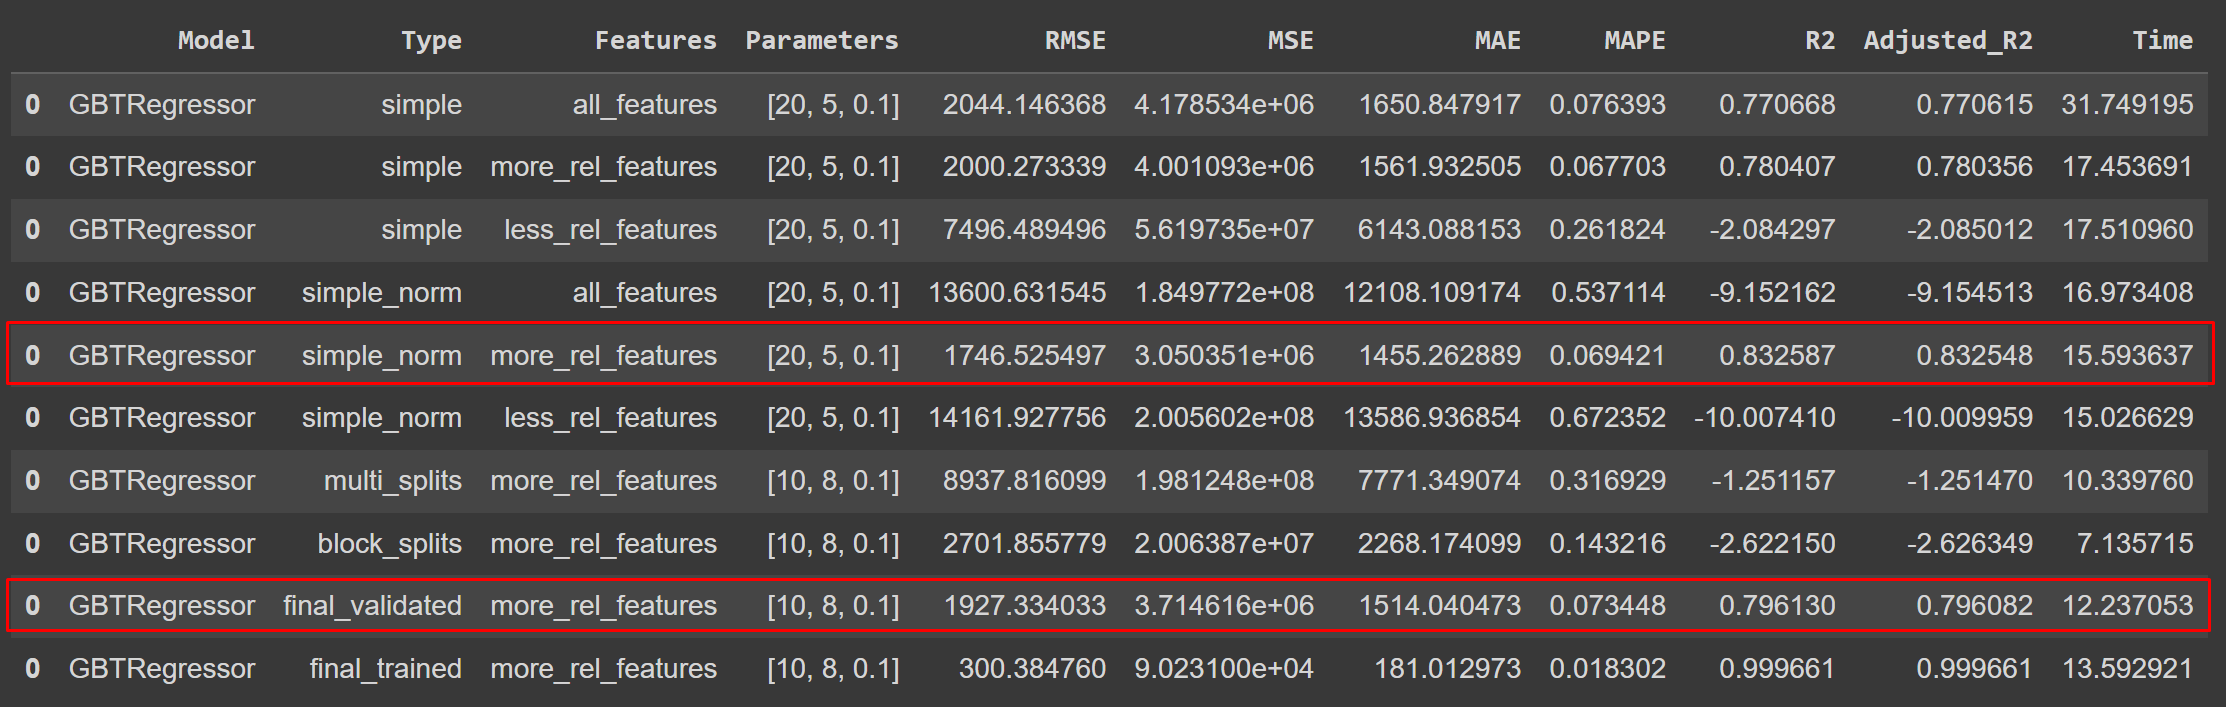 Model Type Features Parameters RMSE MSE MAE MAPE R2 Adjusted_R2 Time
0 GBTRegressor simple all_features [20, 5, 0.1] 2044.146368 4.178534e+06 1650.847917 0.076393 0.770668 0.770615 31.749195
0 GBTRegressor simple more_rel_features [20, 5, 0.1] 2000.273339 4.001093e+06 1561.932505 0.067703 0.780407 0.780356 17.453691
0 GBTRegressor simple less_rel_features [20, 5, 0.1] 7496.489496 5.619735e+07 6143.088153 0.261824 -2.084297 -2.085012 17.510960
0 GBTRegressor simple_norm all_features [20, 5, 0.1] 13600.631545 1.849772e+08 12108.109174 0.537114 -9.152162 -9.154513 16.973408
0 GBTRegressor simple_norm more_rel_features [20, 5, 0.1] 1746.525497 3.050351e+06 1455.262889 0.069421 0.832587 0.832548 15.593637
0 GBTRegressor simple_norm less_rel_features [20, 5, 0.1] 14161.927756 2.005602e+08 13586.936854 0.672352 -10.007410 -10.009959 15.026629
0 GBTRegressor multi_splits more_rel_features [10, 8, 0.1] 8937.816099 1.981248e+08 7771.349074 0.316929 -1.251157 -1.251470 10.339760
0 GBTRegressor block_splits more_rel_features [10, 8, 0.1] 2701.855779 2.006387e+07 2268.174099 0.143216 -2.622150 -2.626349 7.135715
0 GBTRegressor final_validated more_rel_features [10, 8, 0.1] 1927.334033 3.714616e+06 1514.040473 0.073448 0.796130 0.796082 12.237053
0 GBTRegressor final_trained more_rel_features [10, 8, 0.1] 300.384760 9.023100e+04 181.012973 0.018302 0.999661 0.999661 13.592921